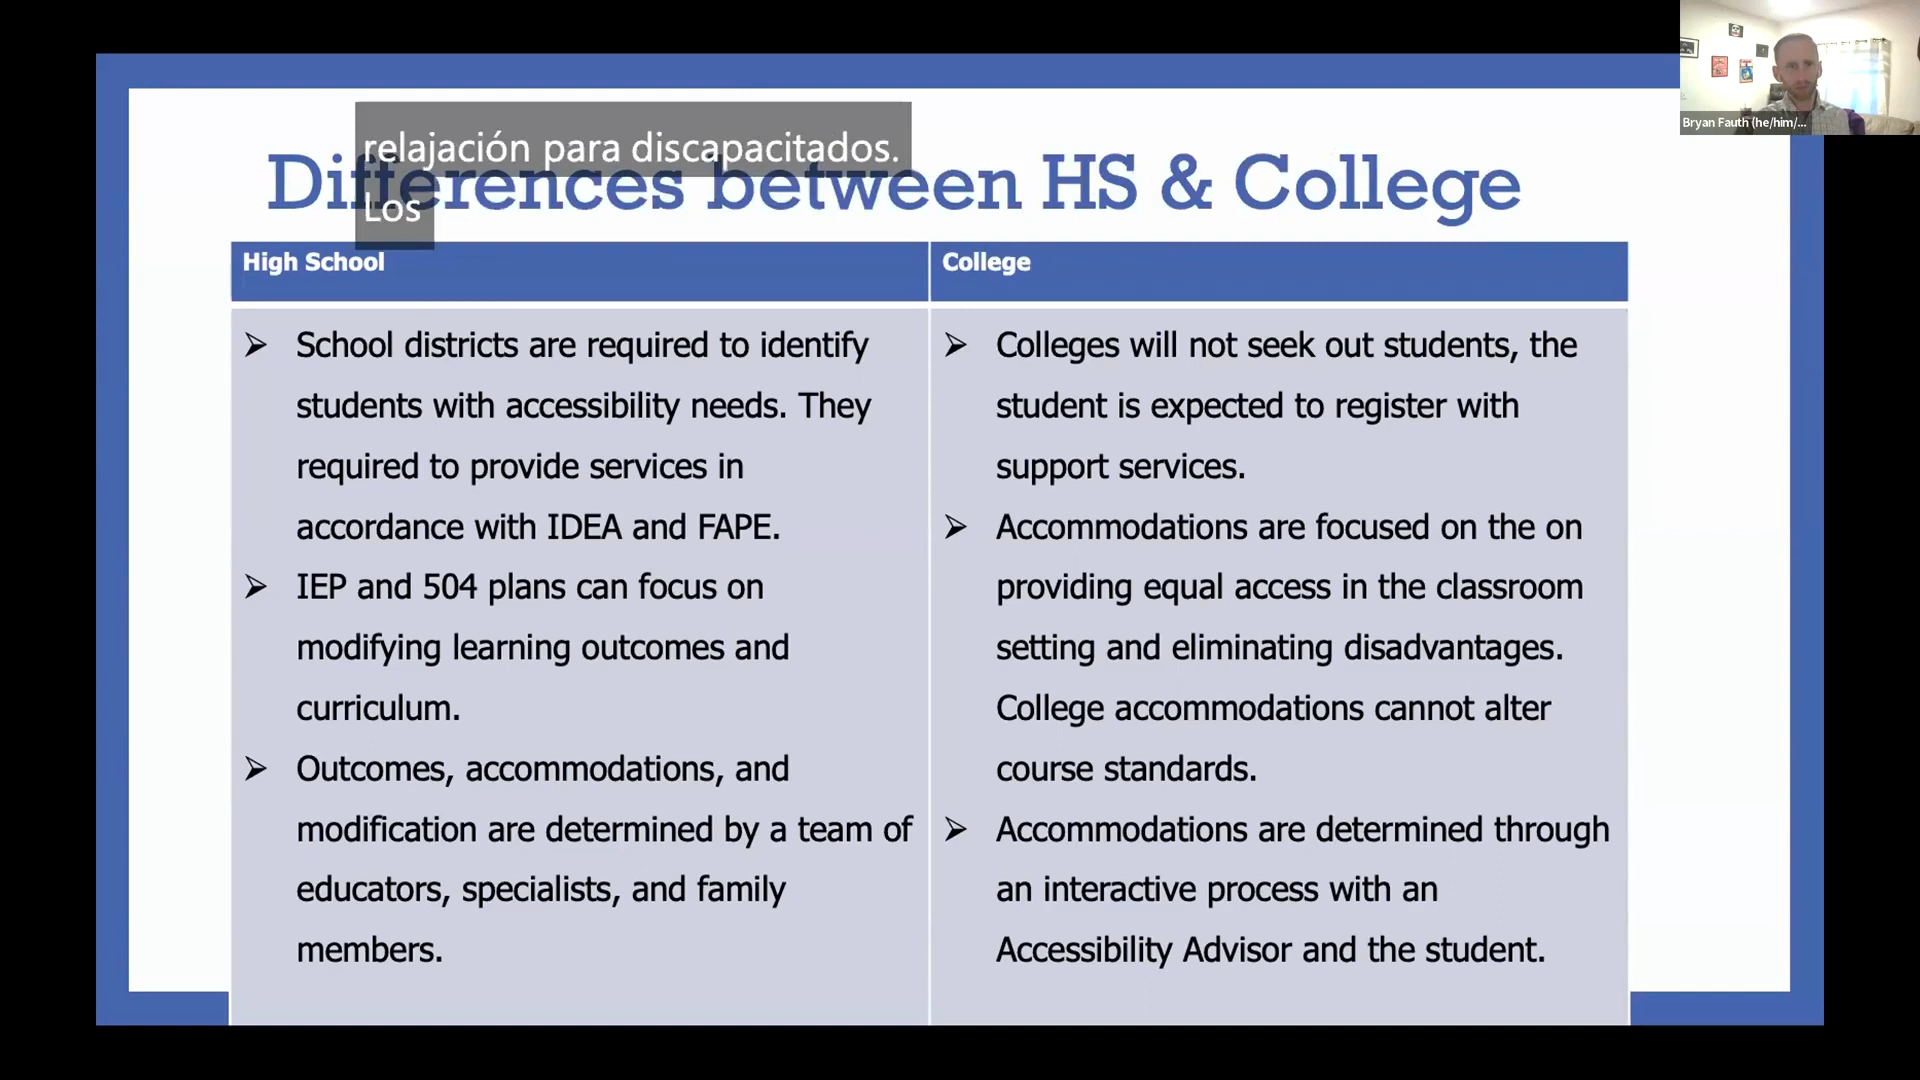 relajación para discapacitados.
Los
Differences between HS & College
High School
➢ School districts are required to identify
students with accessibility needs. They
required to provide services in
accordance with IDEA and FAPE.
➢ IEP and 504 plans can focus on
modifying learning outcomes and
curriculum.
➢ Outcomes, accommodations, and
modification are determined by a team of
educators, specialists, and family
members.
College
➢ Colleges will not seek out students, the
student is expected to register with
support services.
➢ Accommodations are focused on the on
providing equal access in the classroom
setting and eliminating disadvantages.
College accommodations cannot alter
course standards.
➢ Accommodations are determined through
an interactive process with an
Accessibility Advisor and the student.
Bryan Fauth (he/him/...